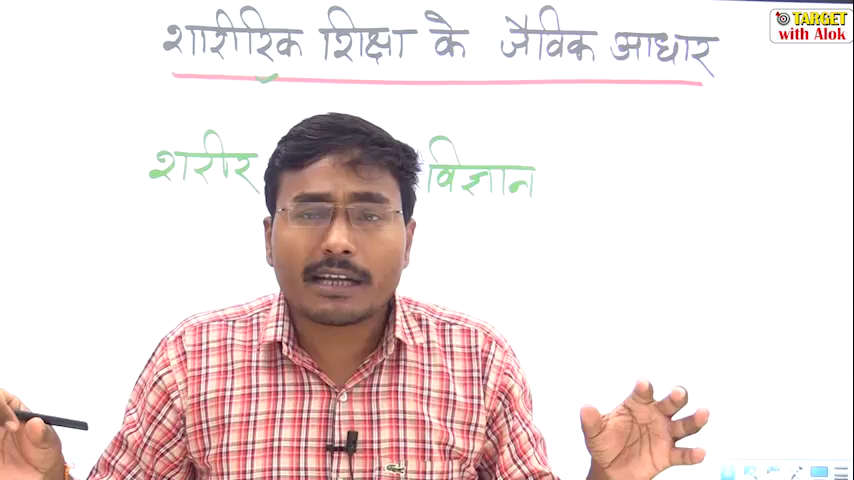 शारीरिक शिक्षा के जैविक आधार
TARGET
with Alok
शरीर विज्ञान